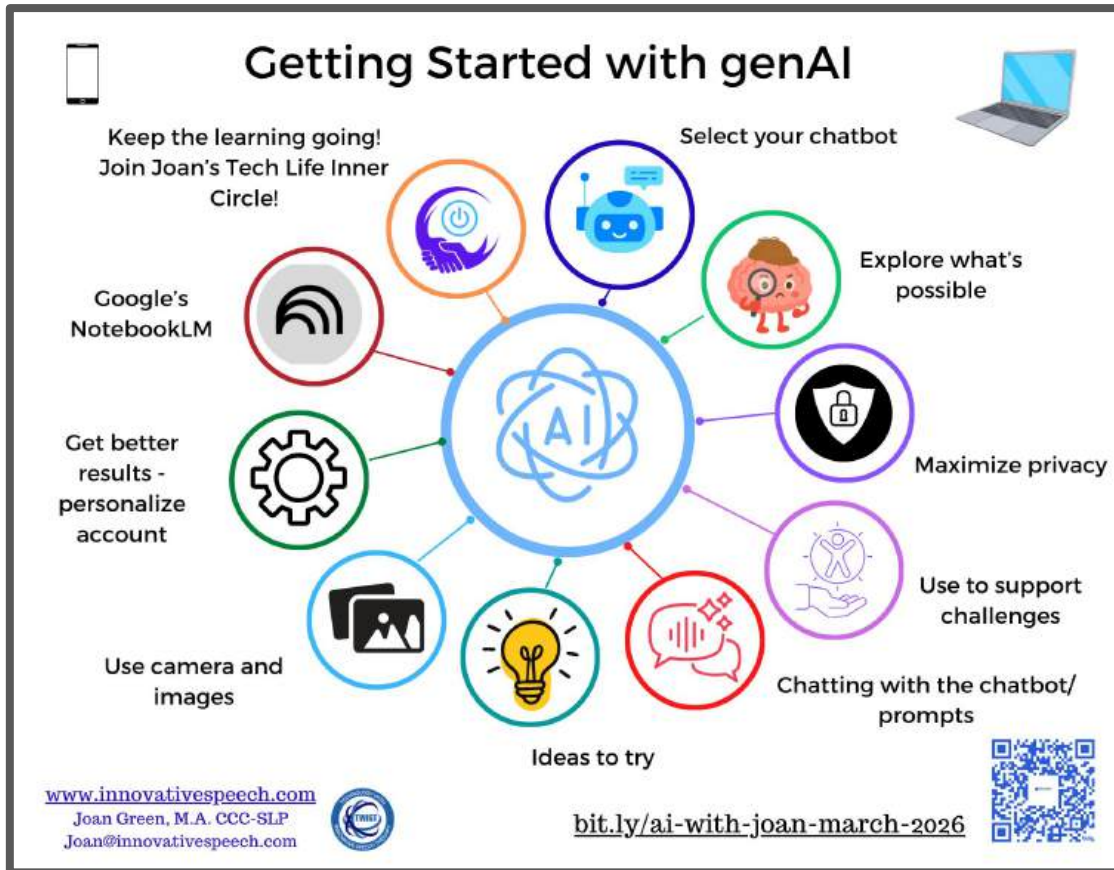 Getting Started with genAI
Keep the learning going!
Join Joan's Tech Life Inner
Circle!
Select your chatbot
Explore what's
possible
Google's
NotebookLM
AI
Maximize privacy
Get better
results -
personalize
account
Use to support
challenges
Use camera and
images
Chatting with the chatbot/
prompts
Ideas to try
www.innovativespeech.com
Joan Green, M.A. CCC-SLP
Joan@innovativespeech.com
bit.ly/ai-with-joan-march-2026